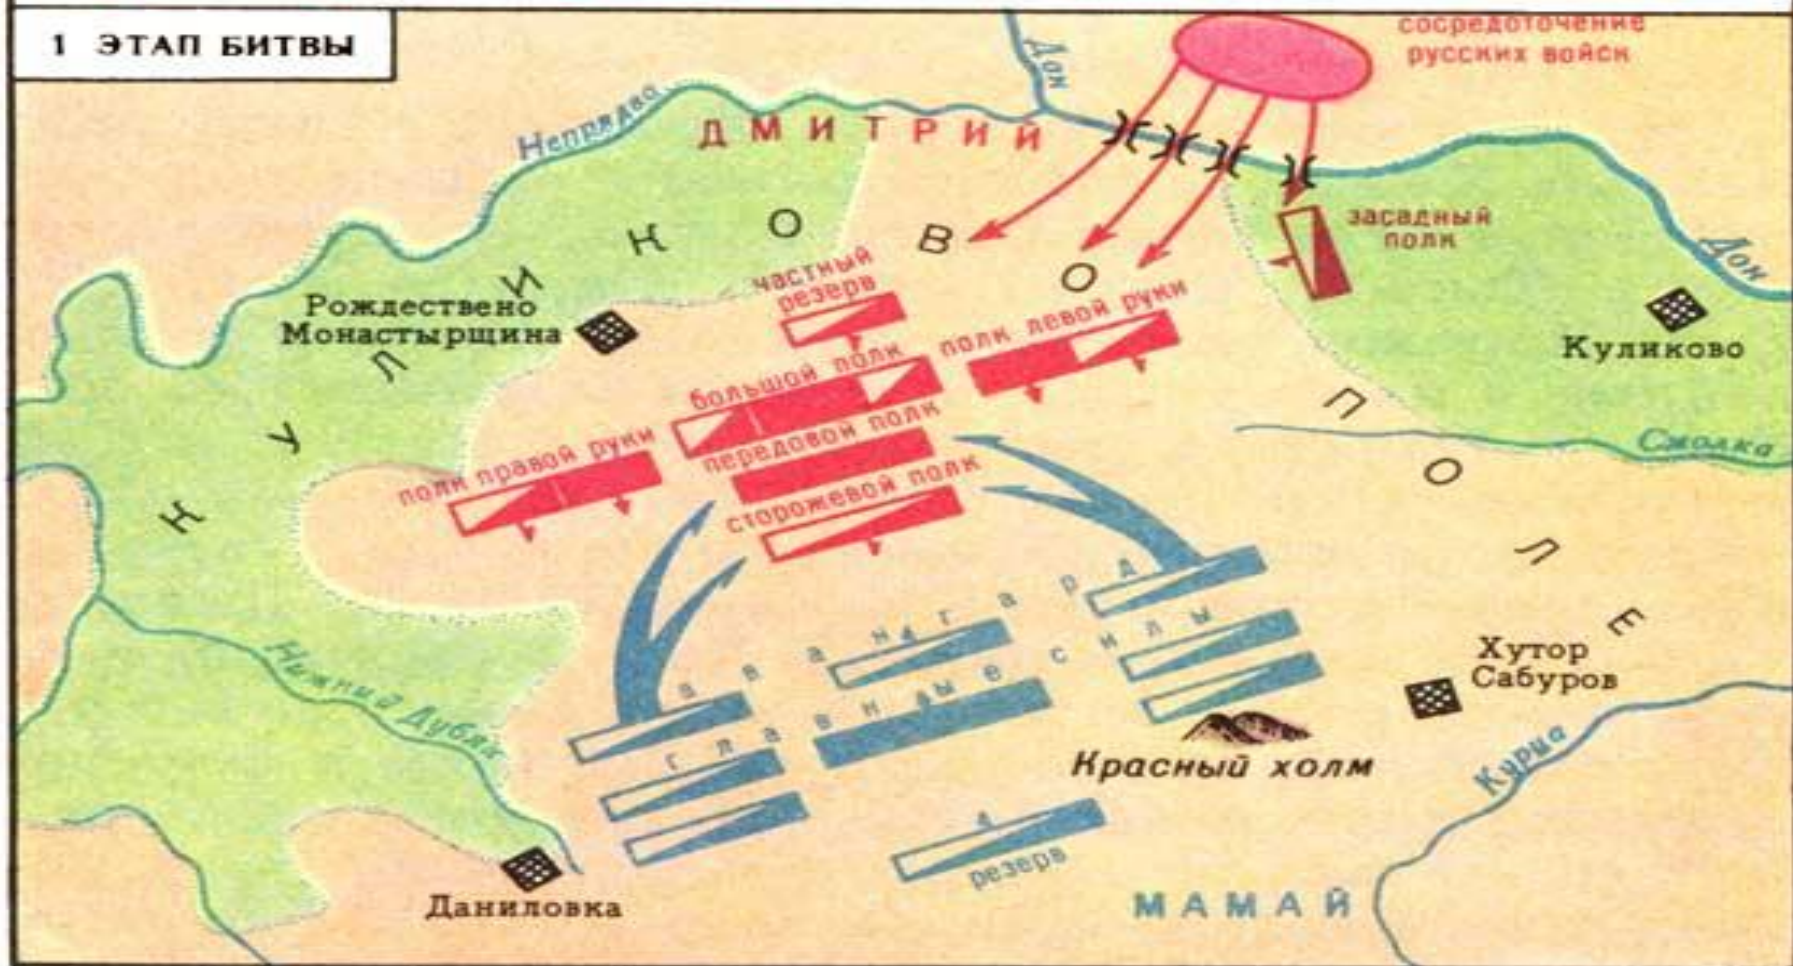 1 ЭТАП БИТВЫ
сосредоточение
русских войск
Дон
Непрядва
ДМИТРИЙ
КУЛИКОВО ПОЛЕ
засадный
полк
Дон
частный
резерв
Рождествено
Монастырщина
Куликово
полк левой руки
большой полк
передовой полк
полк правой руки
сторожевой полк
Смолка
авангард
главные силы
Хутор
Сабуров
Нижний Дубяк
Красный холм
Курца
резерв
Даниловка
МАМАЙ